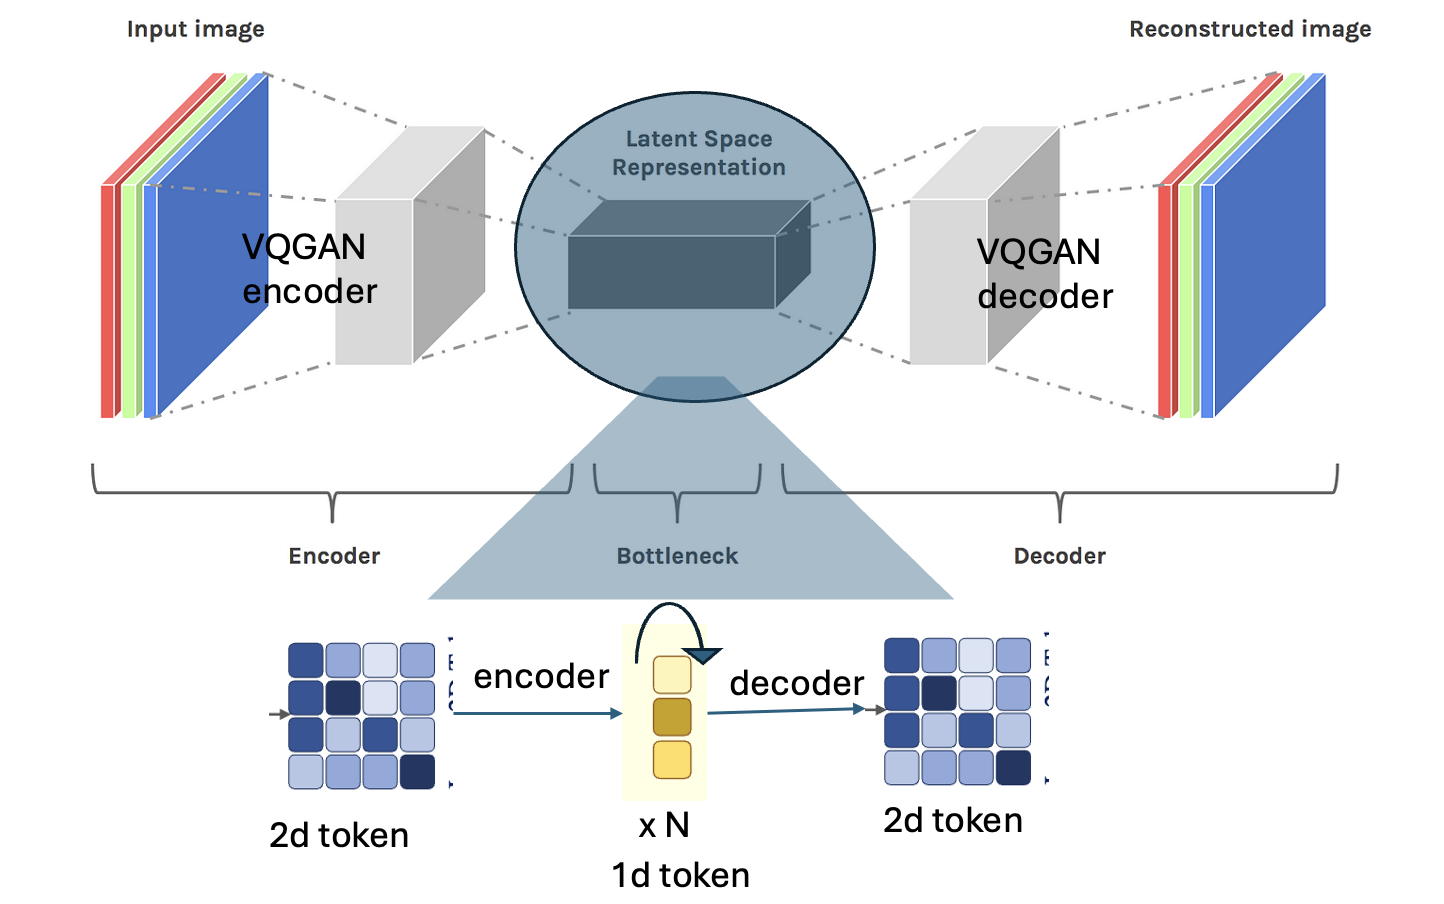 Input image
Reconstructed image
Latent Space
Representation
VQGAN
encoder
VQGAN
decoder
Encoder
Bottleneck
Decoder
encoder
decoder
2d token
x N
1d token
2d token